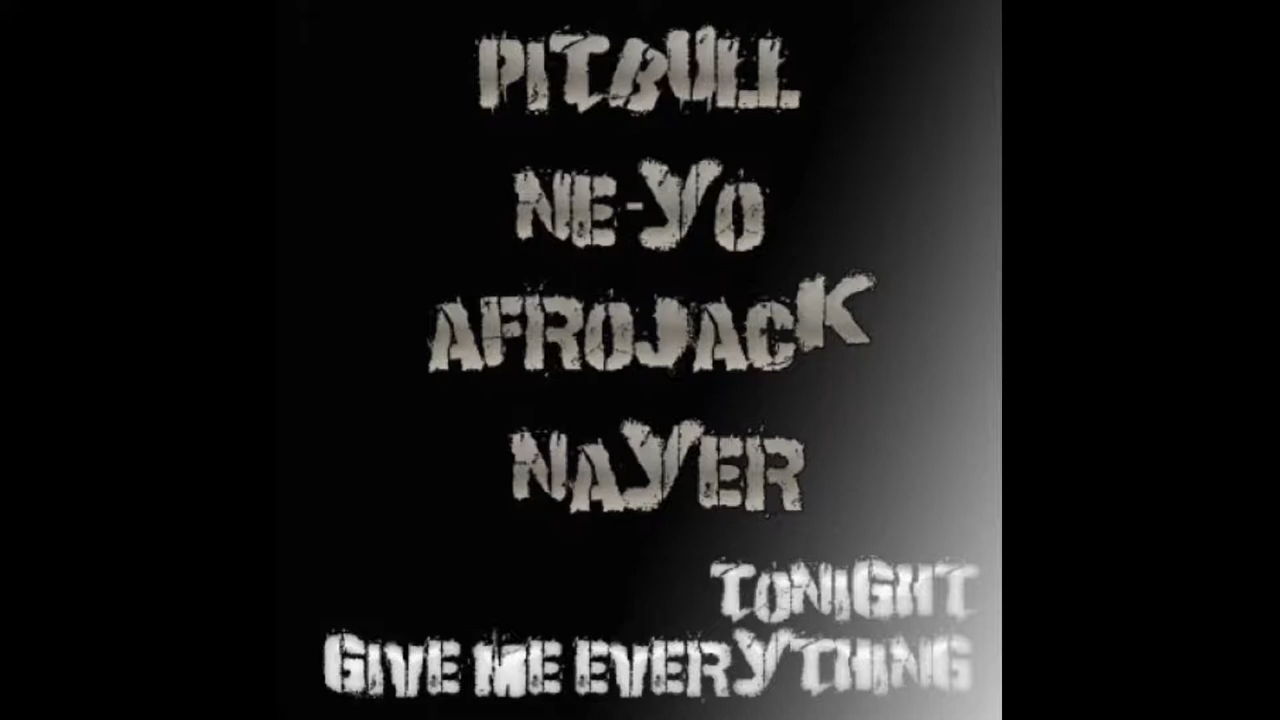 PITBULL
NE-YO
AFROJACK
NAYER
TONIGHT
GIVE ME EVERYTHING